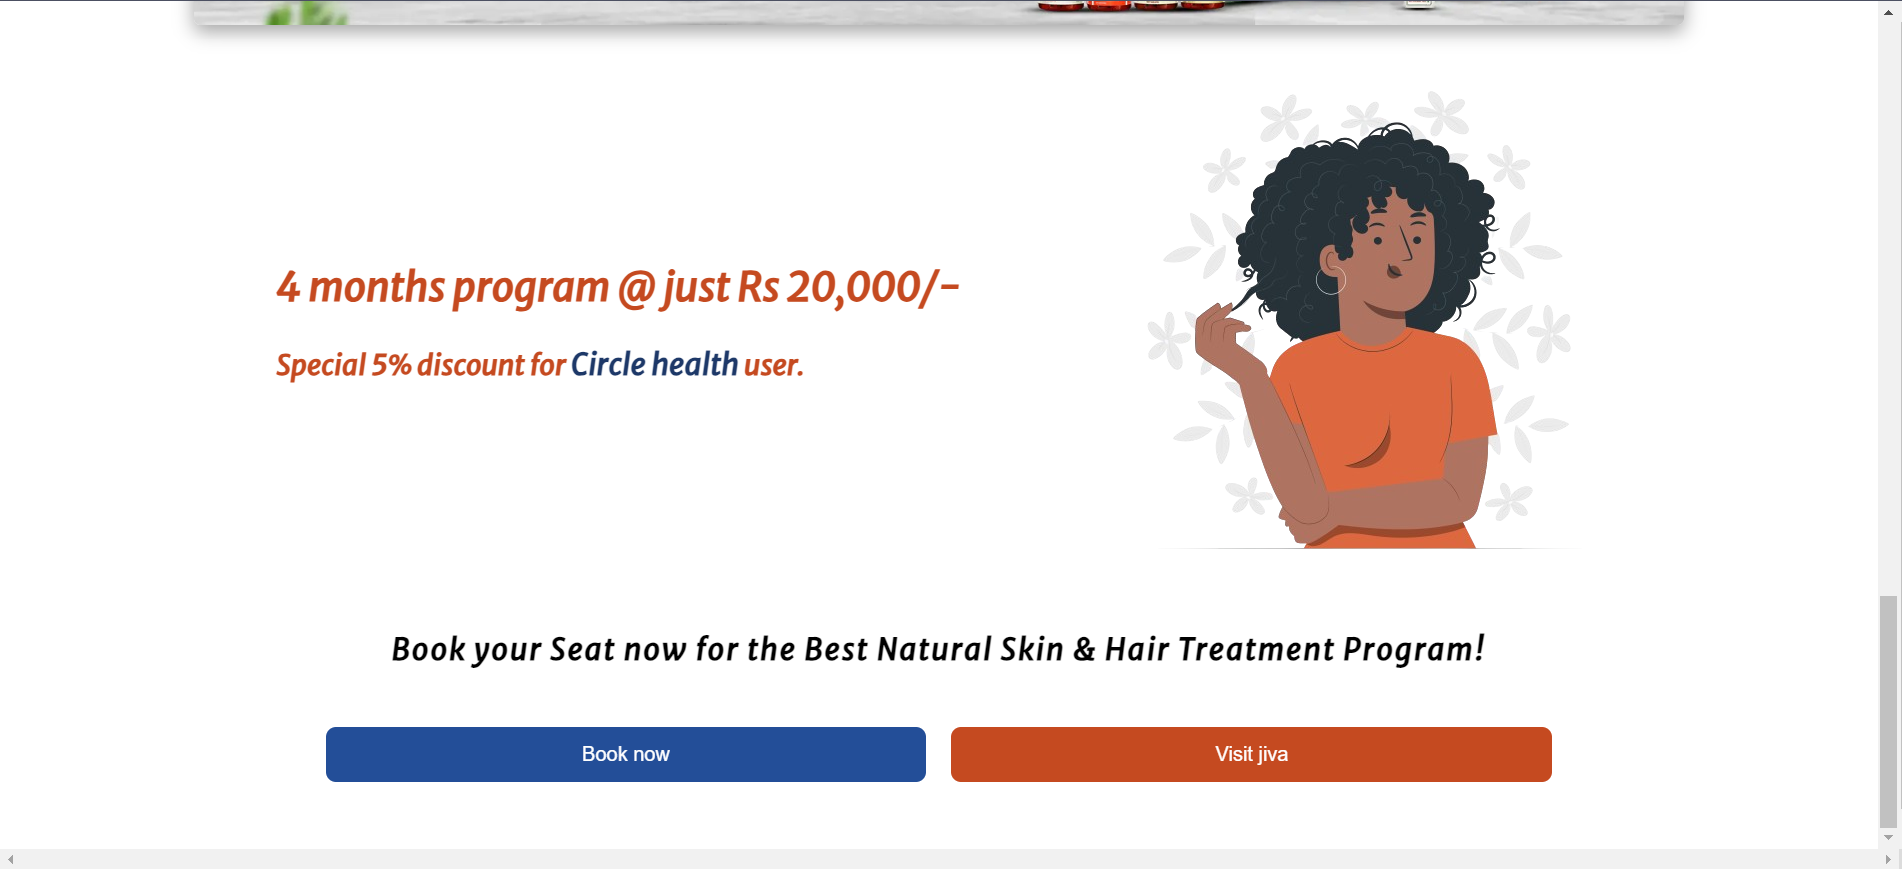 4 months program @ just Rs 20,000/-
Special 5% discount for Circle health user.
Book your Seat now for the Best Natural Skin & Hair Treatment Program!
Book now
Visit jiva